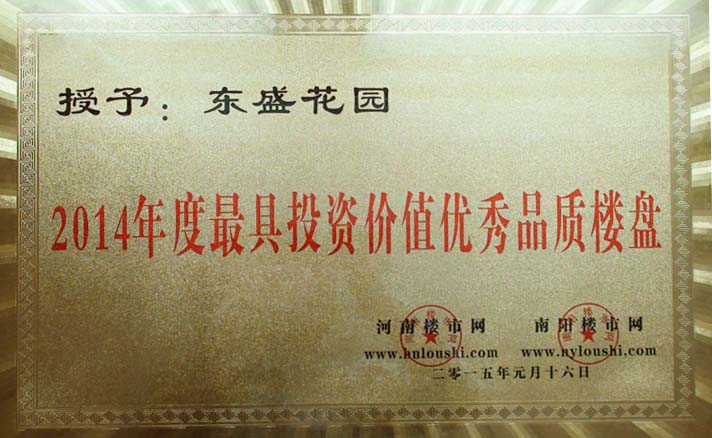 授予：东盛花园
2014年度最具投资价值优秀品质楼盘
河南楼市网 南阳楼市网
www.hnloushi.com www.nyloushi.com
二零一五年元月十六日